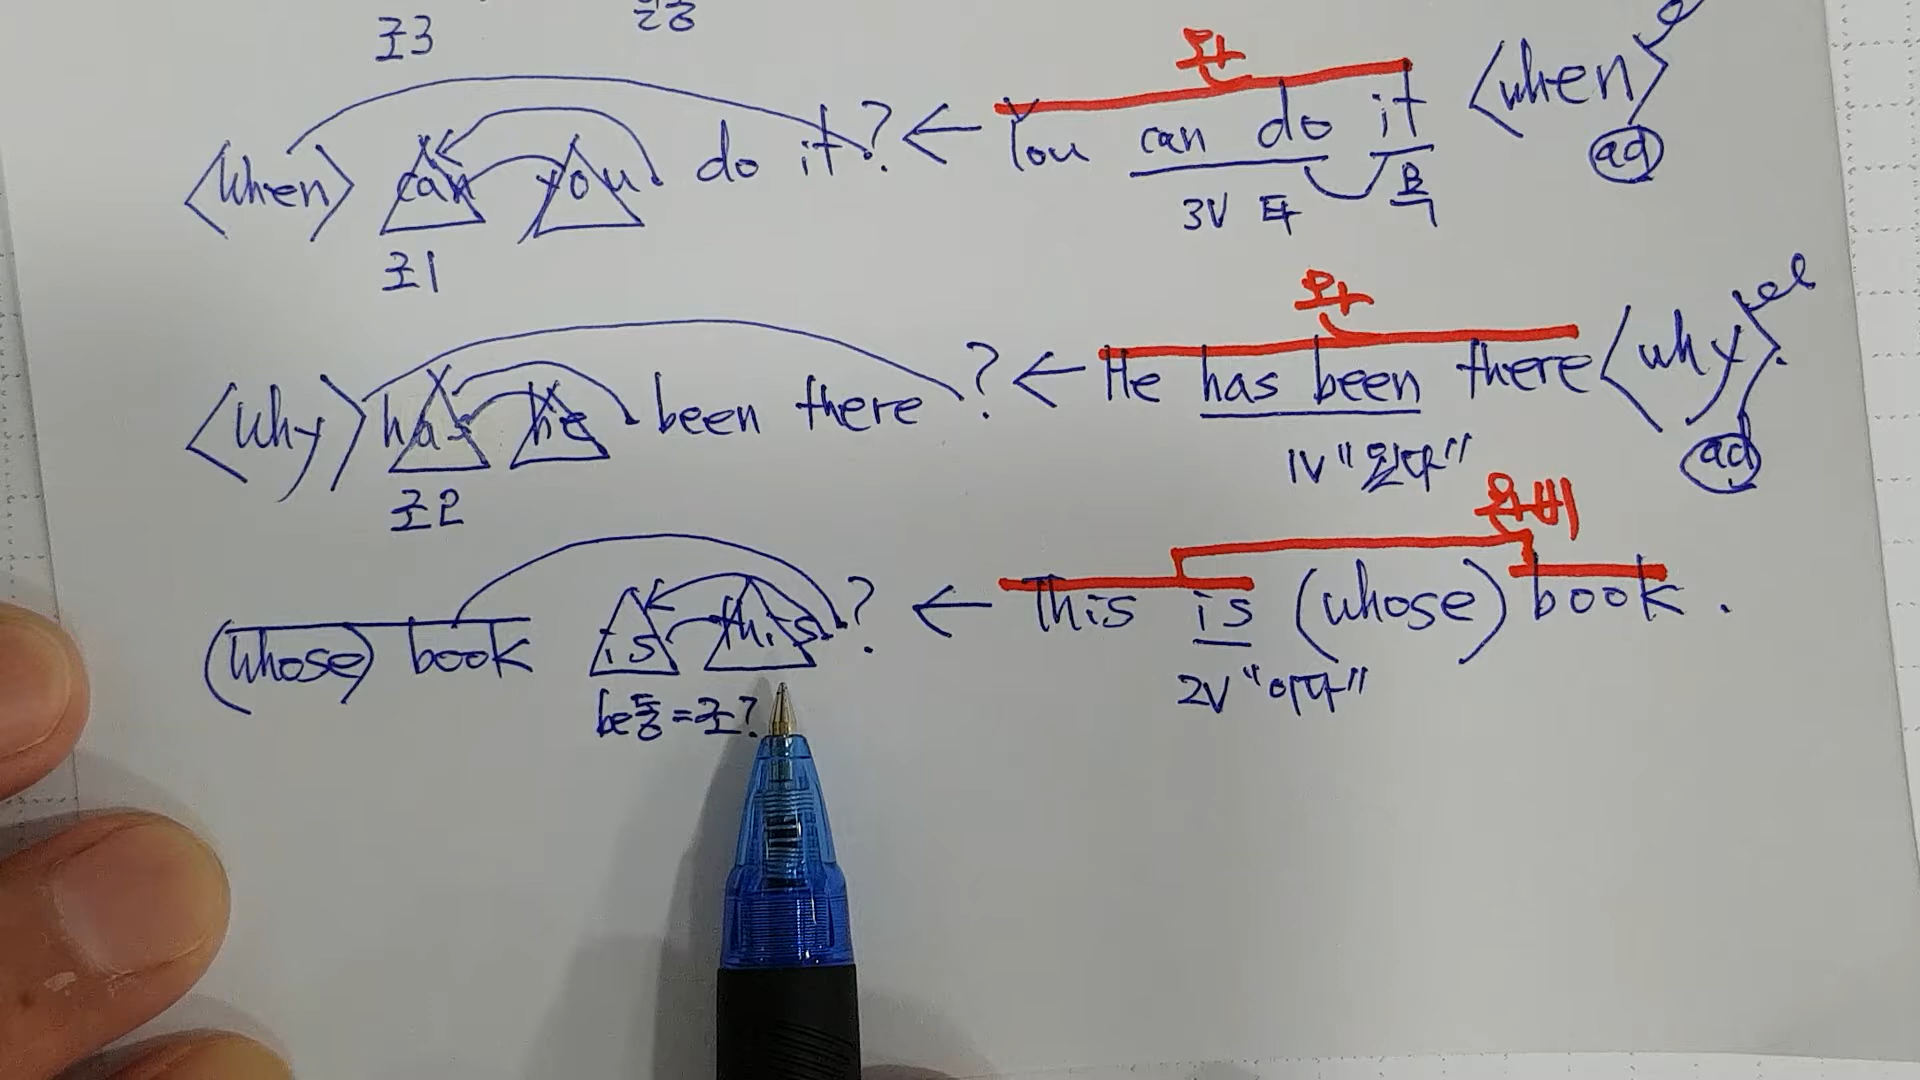 조3
완
<when> can you do it? ← You can do it <when>
조1 3V 타 목 ad
완
<why> has he been there? ← He has been there <why>.
조2 1V "있다" ad
완비
(whose) book is this? ← This is (whose) book.
be동=조? 2V "이다"